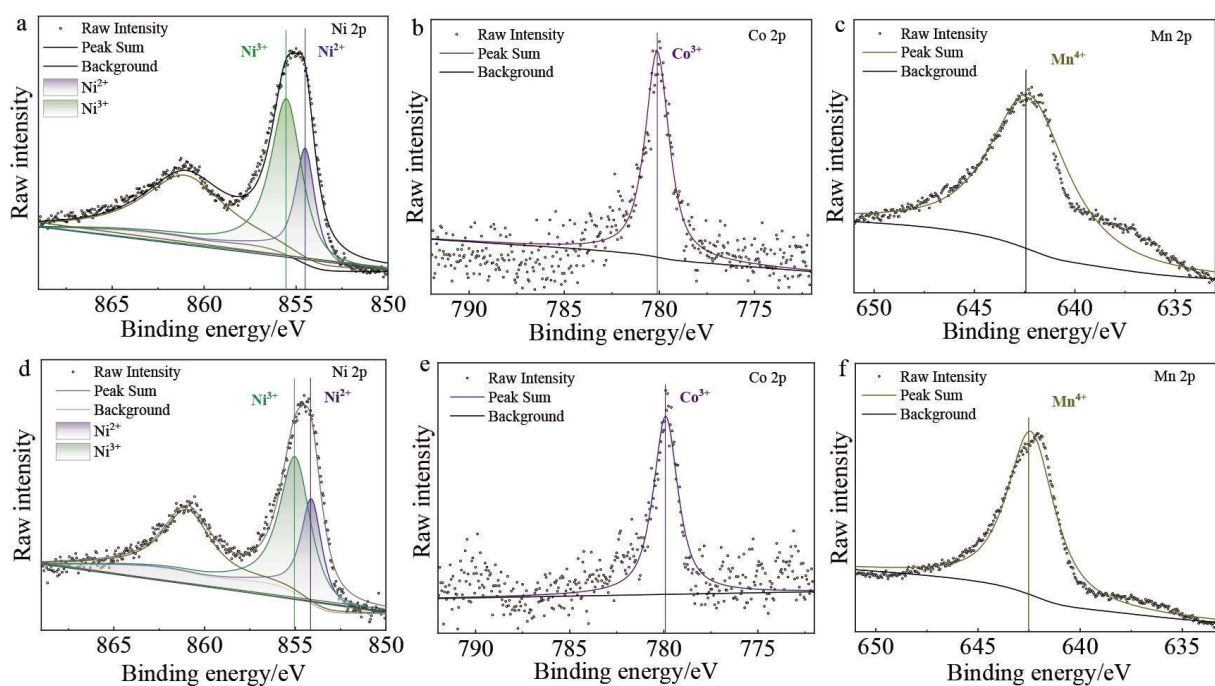 a
Raw Intensity
Peak Sum
Background
Ni²⁺
Ni³⁺
Ni³⁺
Ni²⁺
Ni 2p
Raw intensity
865
860
855
850
Binding energy/eV
b
Raw Intensity
Peak Sum
Background
Co³⁺
Co 2p
Raw intensity
790
785
780
775
Binding energy/eV
c
Raw Intensity
Peak Sum
Background
Mn⁴⁺
Mn 2p
Raw intensity
650
645
640
635
Binding energy/eV
d
Raw Intensity
Peak Sum
Background
Ni²⁺
Ni³⁺
Ni³⁺
Ni²⁺
Ni 2p
Raw intensity
865
860
855
850
Binding energy/eV
e
Raw Intensity
Peak Sum
Background
Co³⁺
Co 2p
Raw intensity
790
785
780
775
Binding energy/eV
f
Raw Intensity
Peak Sum
Background
Mn⁴⁺
Mn 2p
Raw intensity
650
645
640
635
Binding energy/eV